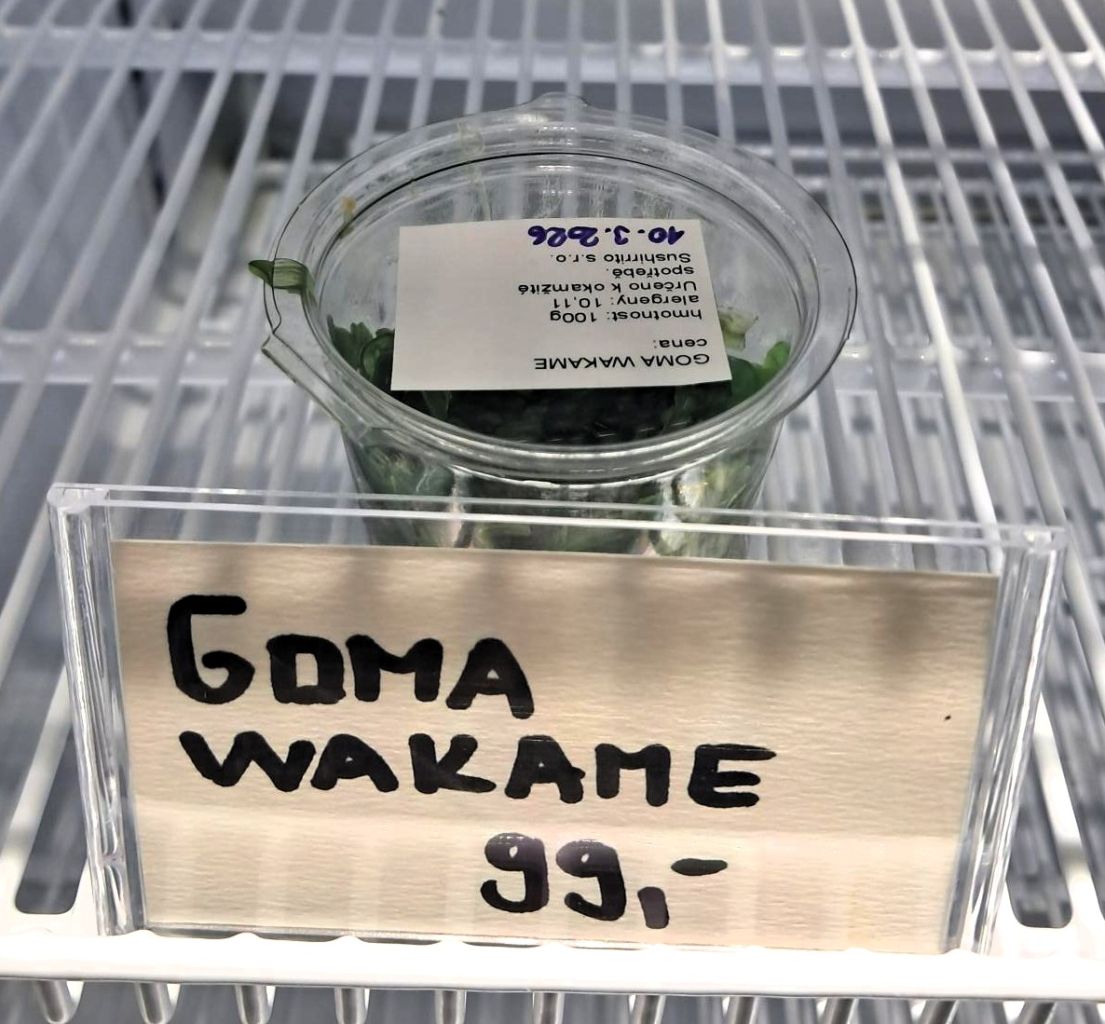 GOMA WAKAME
cena:
hmotnost: 100g
alergeny: 10,11
Určeno k okamžité
spotřebě.
Sushirrito s.r.o.
10.3.2026
GOMA
WAKAME
99,-